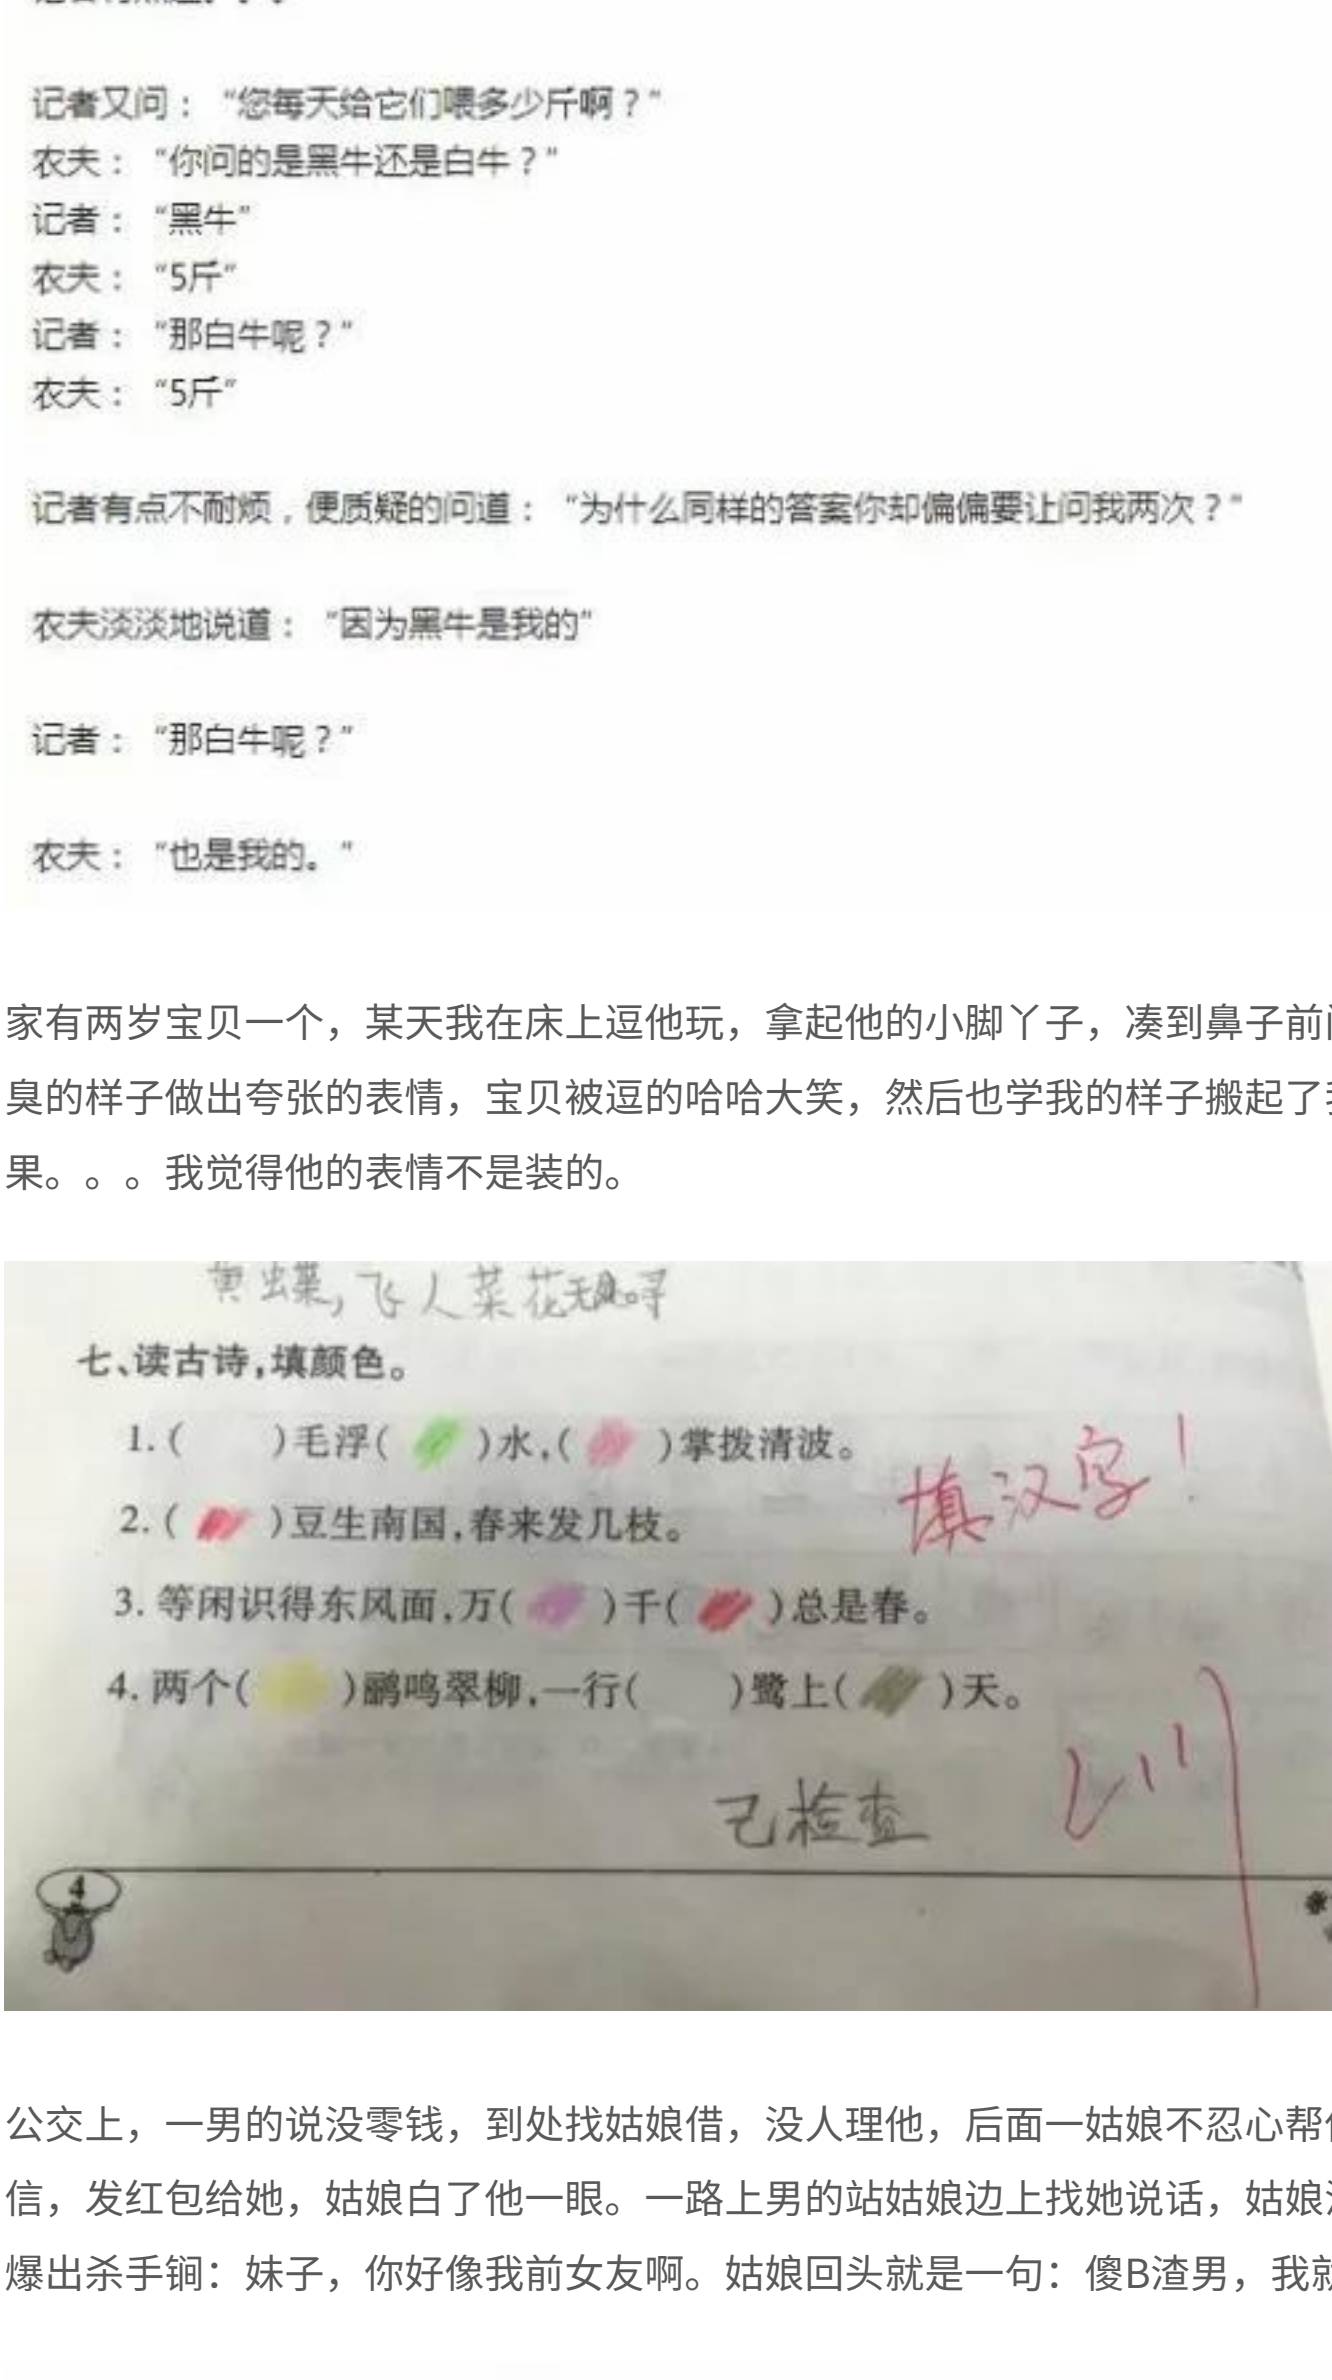 记者又问：“您每天给它们喂多少斤啊？”
农夫：“你问的是黑牛还是白牛？”
记者：“黑牛”
农夫：“5斤”
记者：“那白牛呢？”
农夫：“5斤”
记者有点不耐烦，便质疑的问道：“为什么同样的答案你却偏偏要让问我两次？”
农夫淡淡地说道：“因为黑牛是我的”
记者：“那白牛呢？”
农夫：“也是我的。”
家有两岁宝贝一个，某天我在床上逗他玩，拿起他的小脚丫子，凑到鼻子前
臭的样子做出夸张的表情，宝贝被逗的哈哈大笑，然后也学我的样子搬起了
果。。。我觉得他的表情不是装的。
黄蝶，飞人菜花无处寻
七、读古诗，填颜色。
1.( )毛浮( )水，( )掌拨清波。
填汉字！
2.( )豆生南国，春来发几枝。
3. 等闲识得东风面，万( )千( )总是春。
4. 两个( )鹂鸣翠柳，一行( )鹭上( )天。
已检查
4
公交上，一男的说没零钱，到处找姑娘借，没人理他，后面一姑娘不忍心帮
信，发红包给她，姑娘白了他一眼。一路上男的站姑娘边上找她说话，姑娘
爆出杀手锏：妹子，你好像我前女友啊。姑娘回头就是一句：傻B渣男，我就